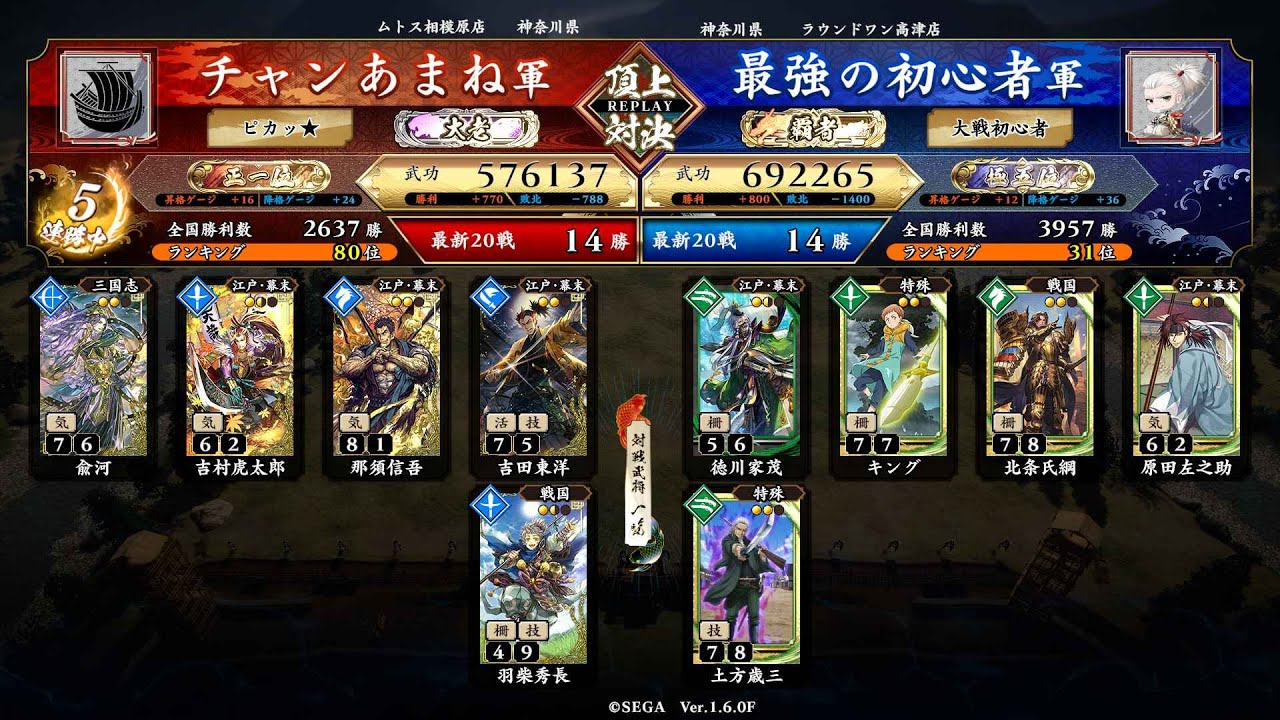 ムトス相模原店 神奈川県
神奈川県 ラウンドワン高津店
チャンあまね軍
頂上
REPLAY
対決
最強の初心者軍
ピカッ★
大老
覇者
大戦初心者
正一位
武功 576137
勝利 +770 敗北 -788
武功 692265
勝利 +800 敗北 -1400
極五位
昇格ゲージ +16 降格ゲージ +24
昇格ゲージ +12 降格ゲージ +36
5
連勝中
全国勝利数 2637勝
ランキング 80位
最新20戦 14勝
最新20戦 14勝
全国勝利数 3957勝
ランキング 31位
三国志
気
7 6
兪河
江戸・幕末
気
6 2
吉村虎太郎
江戸・幕末
気
8 1
那須信吾
江戸・幕末
活 技
7 5
吉田東洋
江戸・幕末
柵
5 6
徳川家茂
特殊
柵
7 7
キング
戦国
柵
7 8
北条氏綱
江戸・幕末
気
6 2
原田左之助
対戦武将一覧
戦国
柵 技
4 9
羽柴秀長
特殊
技
7 8
土方歳三
©SEGA Ver.1.6.0F